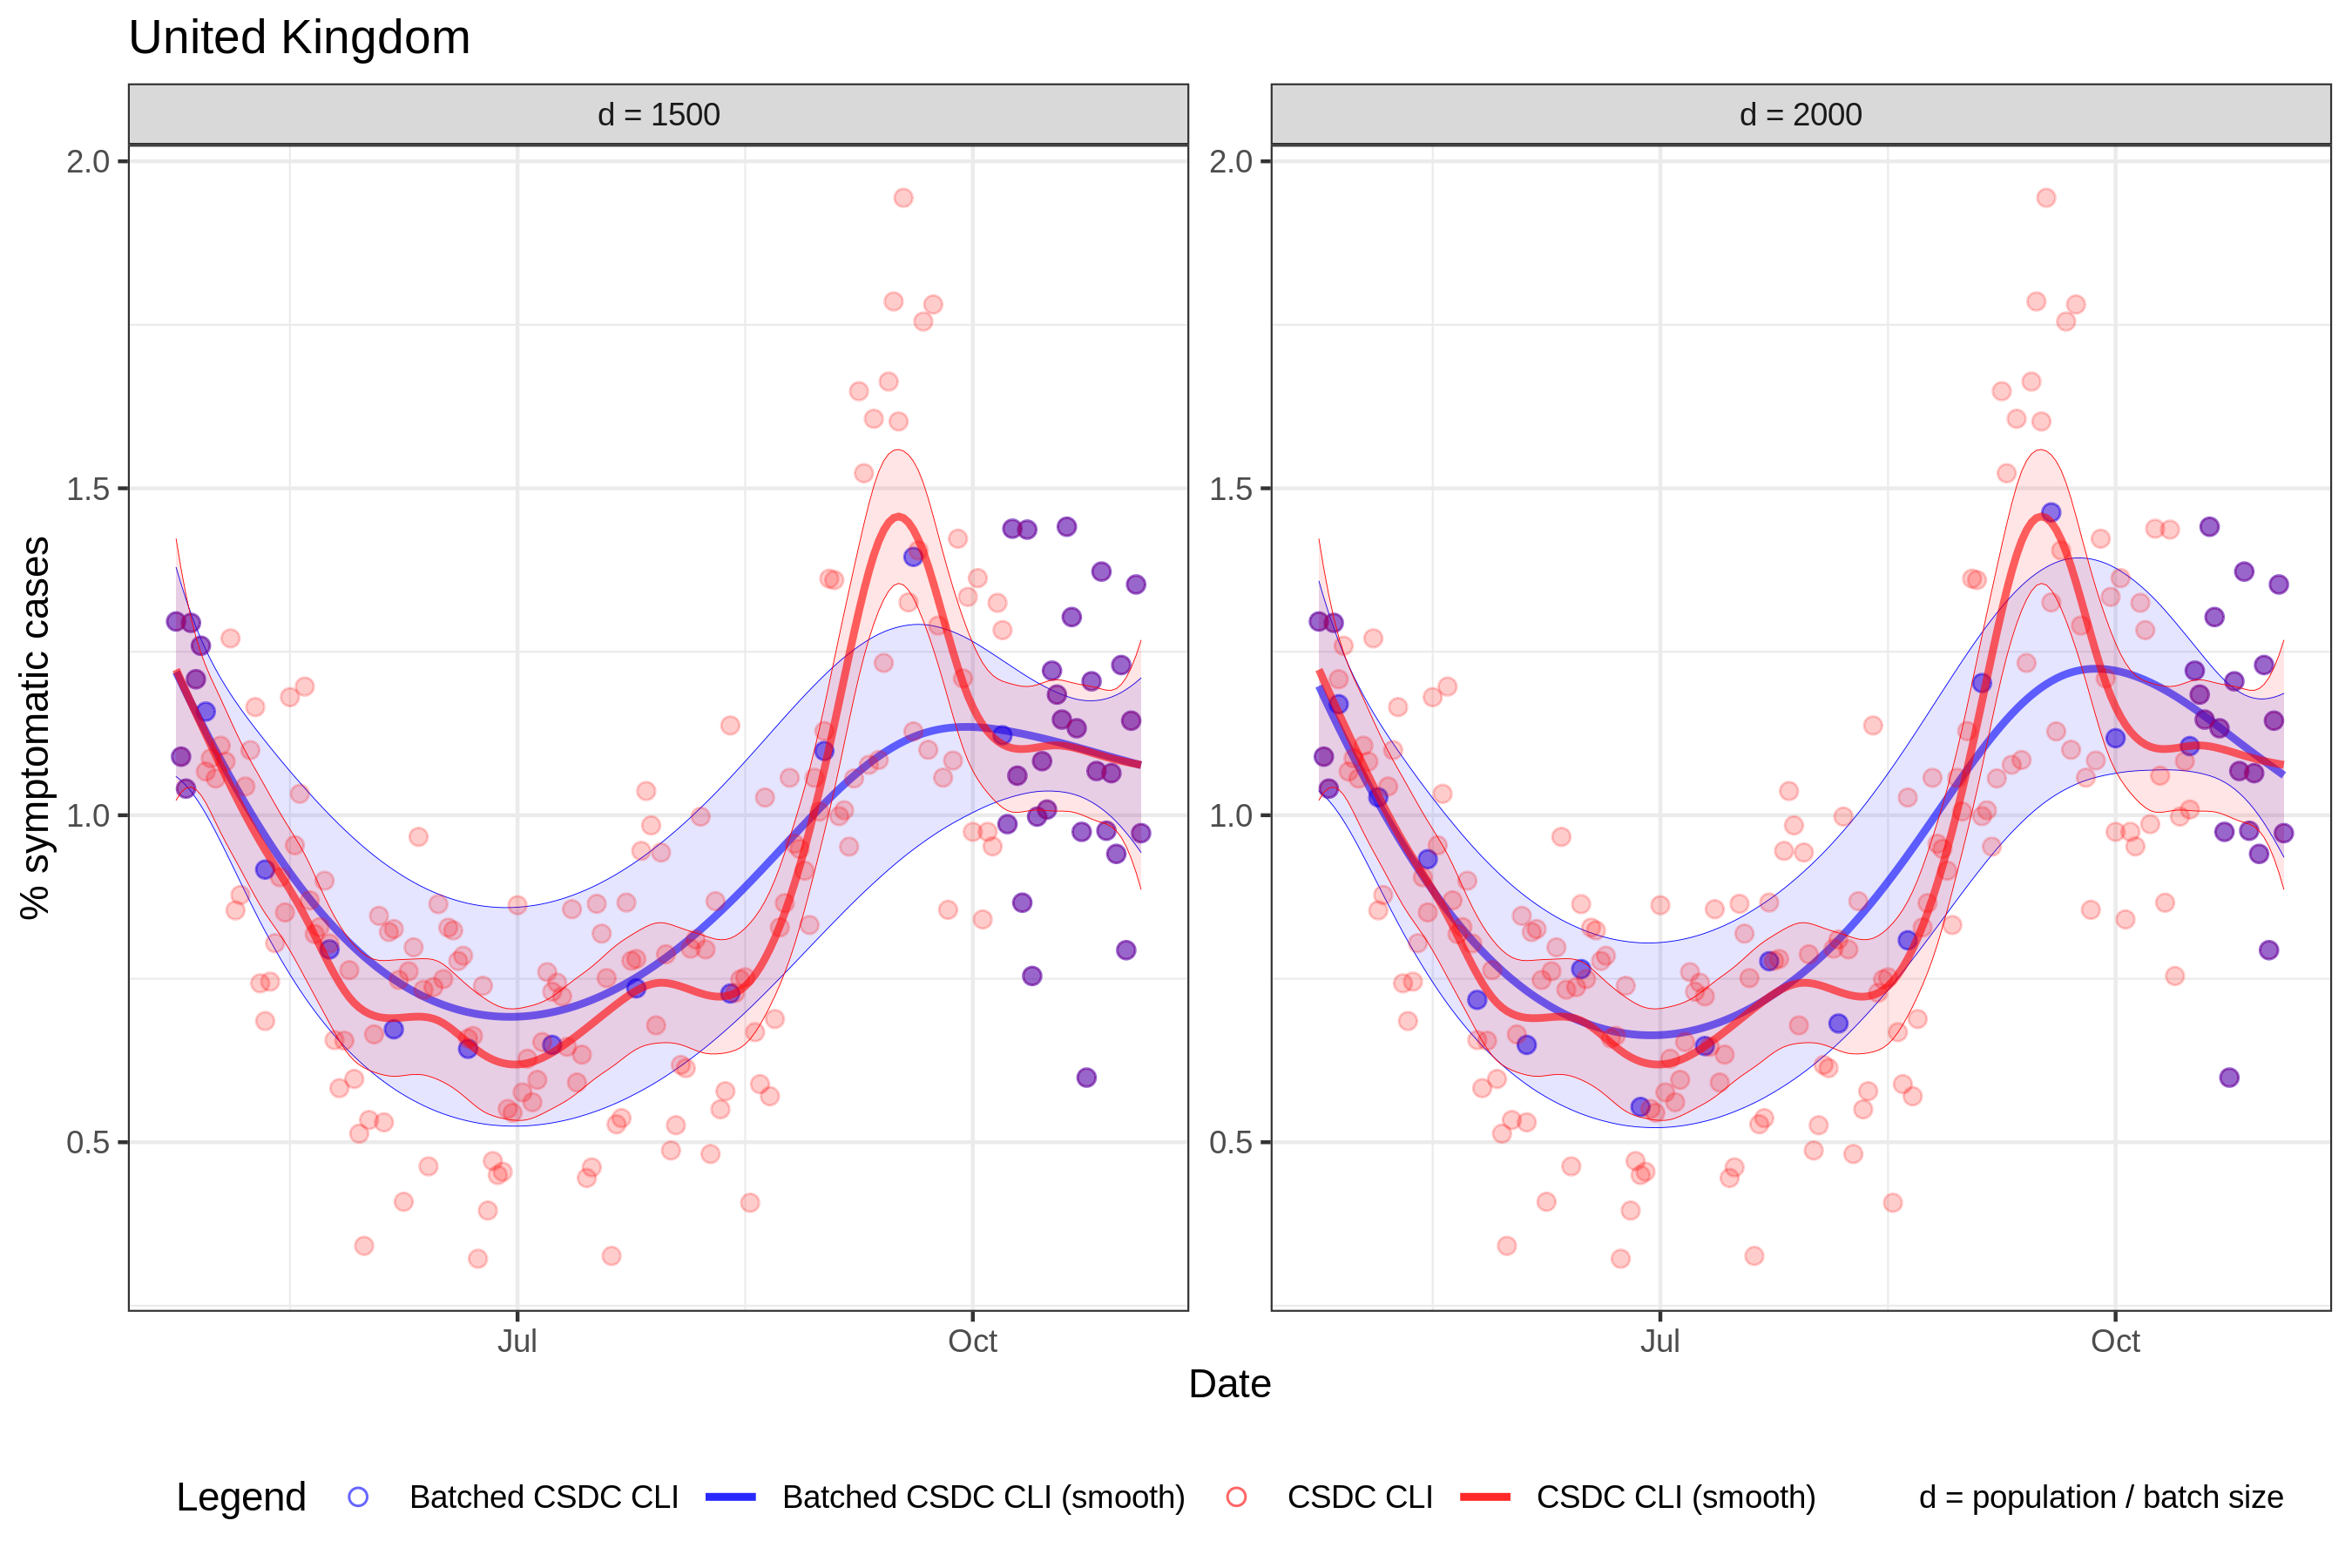 United Kingdom
d = 1500
d = 2000
2.0
1.5
1.0
0.5
2.0
1.5
1.0
0.5
% symptomatic cases
Jul
Oct
Jul
Oct
Date
Legend
Batched CSDC CLI
Batched CSDC CLI (smooth)
CSDC CLI
CSDC CLI (smooth)
d = population / batch size